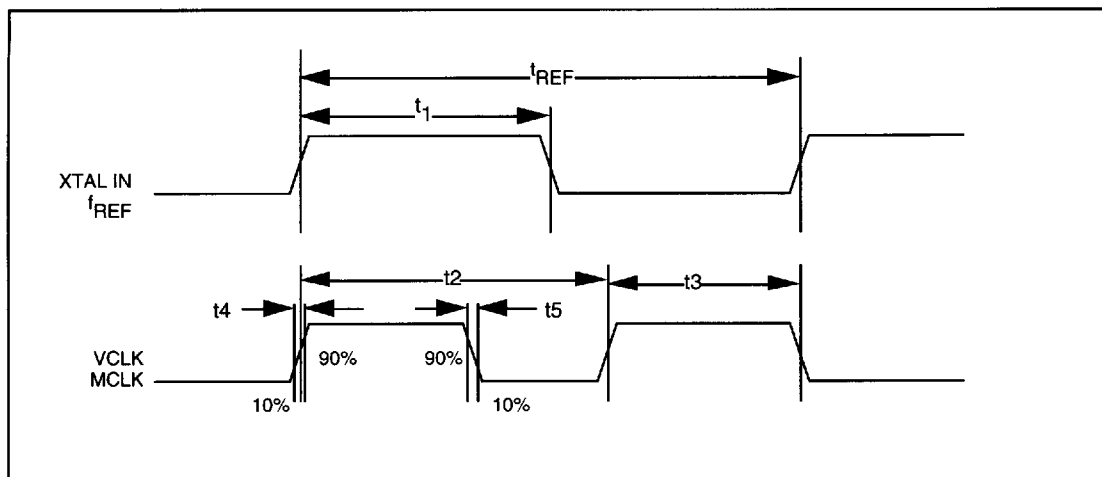 tREF
t1
XTAL IN
fREF
t2
t3
t4
t5
VCLK
MCLK
90%
90%
10%
10%